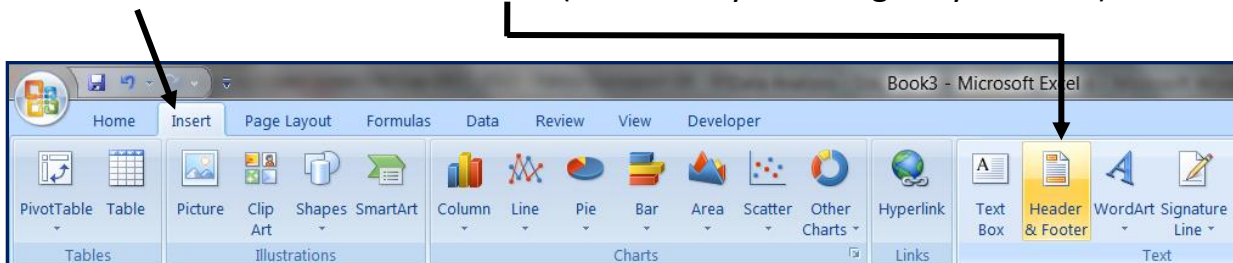 Book3 - Microsoft Excel
Home Insert Page Layout Formulas Data Review View Developer
PivotTable Table Picture Clip Art Shapes SmartArt Column Line Pie Bar Area Scatter Other Charts Hyperlink Text Box Header & Footer WordArt Signature Line
Tables Illustrations Charts Links Text